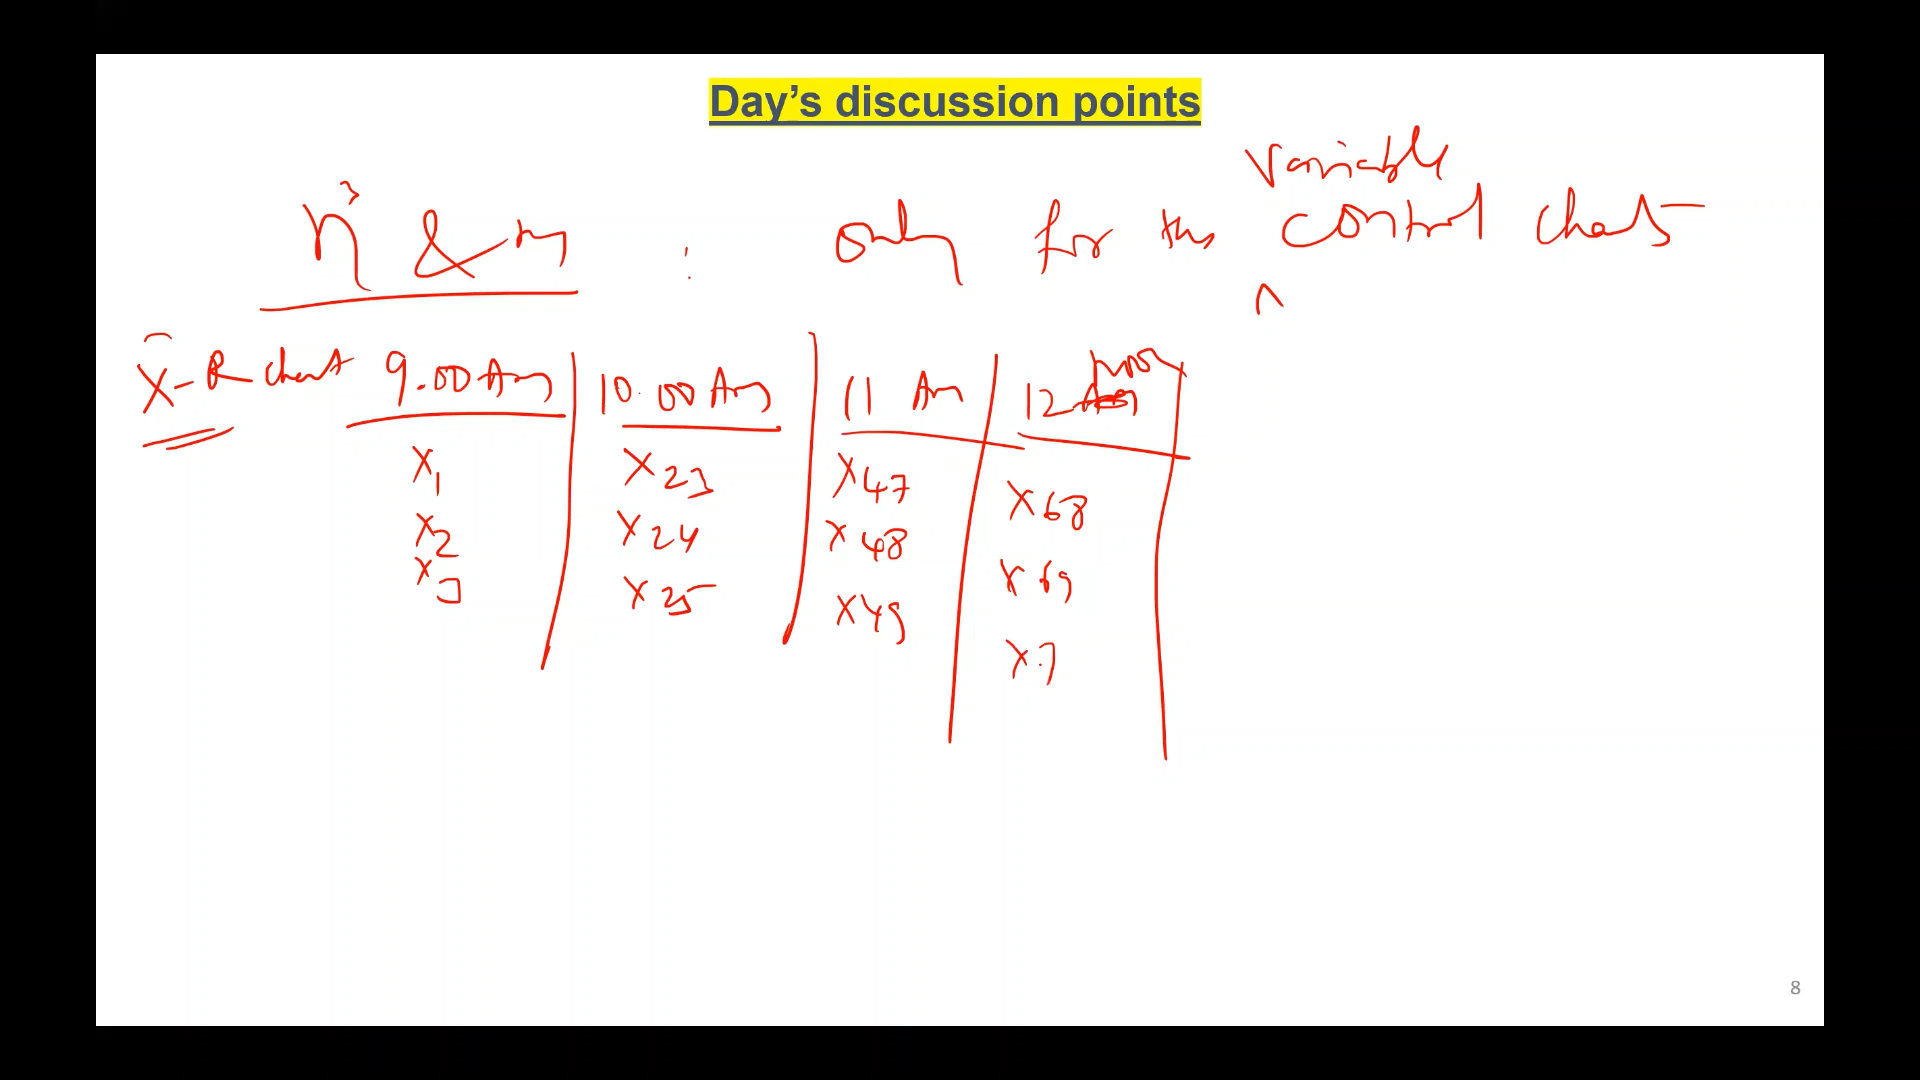 Day's discussion points
variable
η & m : only for the control charts
X̄-R chart 9.00 Am 10.00 Am 11 Am 12 noon
X1 X23 X47 X68
X2 X24 X48 X69
X3 X25 X49 X7
8